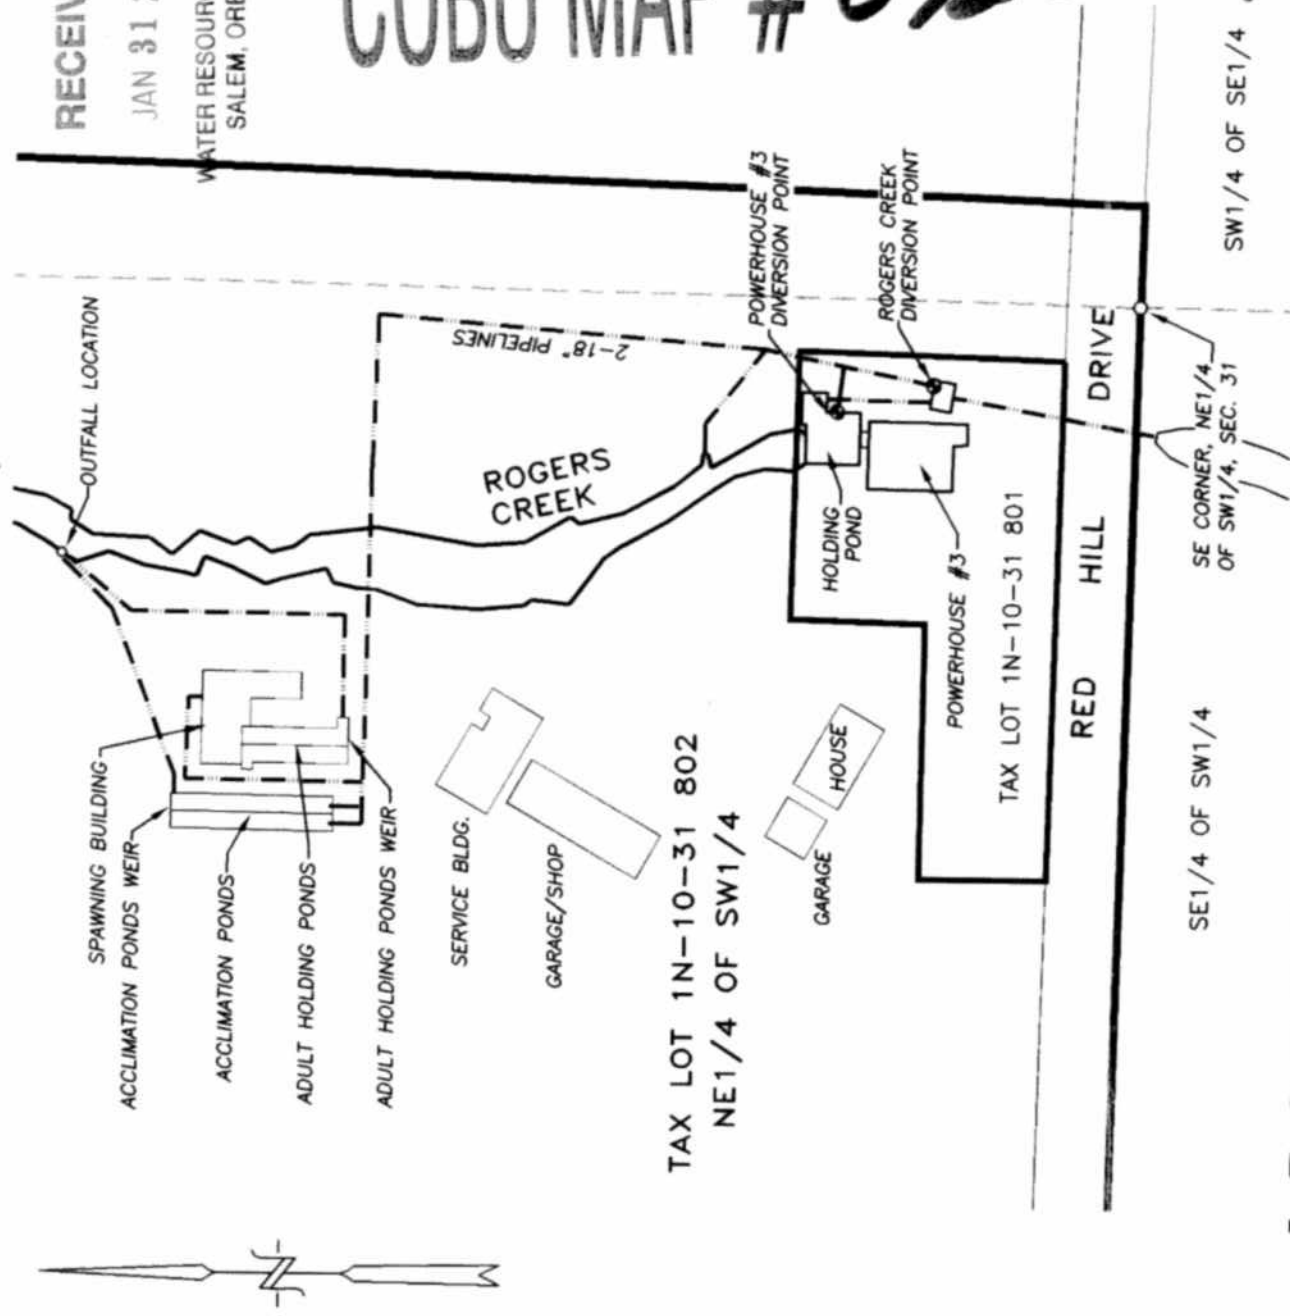 RECEIV
JAN 31
WATER RESOUR
SALEM, ORE
COBU MAP #
OUTFALL LOCATION
2-18" PIPELINES
POWERHOUSE #3
DIVERSION POINT
ROGERS CREEK
DIVERSION POINT
ROGERS
CREEK
SPAWNING BUILDING
ACCLIMATION PONDS WEIR
ACCLIMATION PONDS
ADULT HOLDING PONDS
ADULT HOLDING PONDS WEIR
SERVICE BLDG.
GARAGE/SHOP
HOLDING
POND
POWERHOUSE #3
TAX LOT 1N-10-31 801
HOUSE
GARAGE
TAX LOT 1N-10-31 802
NE1/4 OF SW1/4
RED HILL DRIVE
SE CORNER, NE1/4
OF SW1/4, SEC. 31
SE1/4 OF SW1/4
SW1/4 OF SE1/4
N